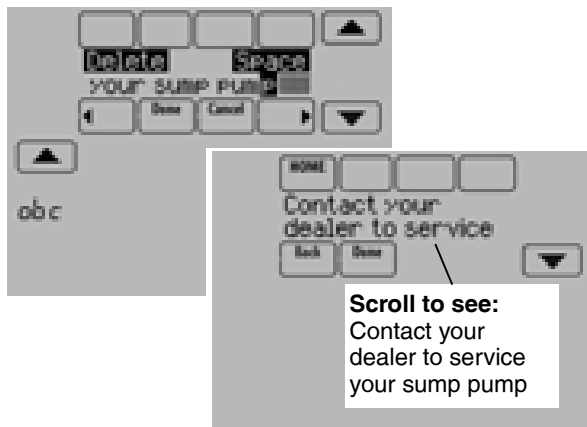 Delete Space
your sump pump
Done Cancel
abc
HOME
Contact your
dealer to service
Back Done
Scroll to see:
Contact your
dealer to service
your sump pump